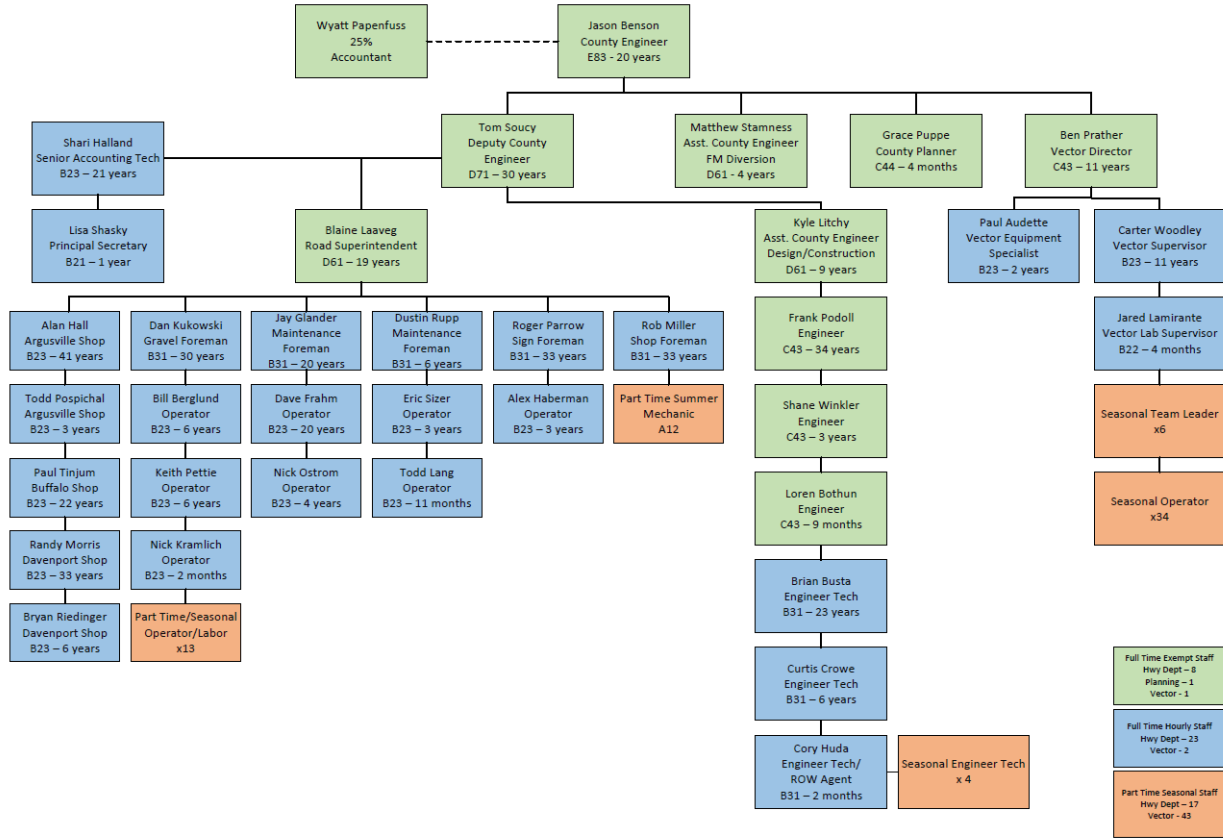 Wyatt Papenfuss
25%
Accountant
Jason Benson
County Engineer
E83 - 20 years
Shari Halland
Senior Accounting Tech
B23 – 21 years
Tom Soucy
Deputy County
Engineer
D71 – 30 years
Matthew Stamness
Asst. County Engineer
FM Diversion
D61 - 4 years
Grace Puppe
County Planner
C44 – 4 months
Ben Prather
Vector Director
C43 – 11 years
Lisa Shasky
Principal Secretary
B21 – 1 year
Blaine Laaveg
Road Superintendent
D61 – 19 years
Kyle Litchy
Asst. County Engineer
Design/Construction
D61 – 9 years
Paul Audette
Vector Equipment
Specialist
B23 – 2 years
Carter Woodley
Vector Supervisor
B23 – 11 years
Alan Hall
Argusville Shop
B23 – 41 years
Dan Kukowski
Gravel Foreman
B31 – 30 years
Jay Glander
Maintenance
Foreman
B31 – 20 years
Dustin Rupp
Maintenance
Foreman
B31 – 6 years
Roger Parrow
Sign Foreman
B31 – 33 years
Rob Miller
Shop Foreman
B31 – 33 years
Frank Podoll
Engineer
C43 – 34 years
Jared Lamirante
Vector Lab Supervisor
B22 – 4 months
Todd Pospichal
Argusville Shop
B23 – 3 years
Bill Berglund
Operator
B23 – 6 years
Dave Frahm
Operator
B23 – 20 years
Eric Sizer
Operator
B23 – 3 years
Alex Haberman
Operator
B23 – 3 years
Part Time Summer
Mechanic
A12
Shane Winkler
Engineer
C43 – 3 years
Seasonal Team Leader
x6
Paul Tinjum
Buffalo Shop
B23 – 22 years
Keith Pettie
Operator
B23 – 6 years
Nick Ostrom
Operator
B23 – 4 years
Todd Lang
Operator
B23 – 11 months
Loren Bothun
Engineer
C43 – 9 months
Seasonal Operator
x34
Randy Morris
Davenport Shop
B23 – 33 years
Nick Kramlich
Operator
B23 – 2 months
Brian Busta
Engineer Tech
B31 – 23 years
Bryan Riedinger
Davenport Shop
B23 – 6 years
Part Time/Seasonal
Operator/Labor
x13
Curtis Crowe
Engineer Tech
B31 – 6 years
Cory Huda
Engineer Tech/
ROW Agent
B31 – 2 months
Seasonal Engineer Tech
x 4
Full Time Exempt Staff
Hwy Dept – 8
Planning – 1
Vector - 1
Full Time Hourly Staff
Hwy Dept – 23
Vector - 2
Part Time Seasonal Staff
Hwy Dept – 17
Vector - 43